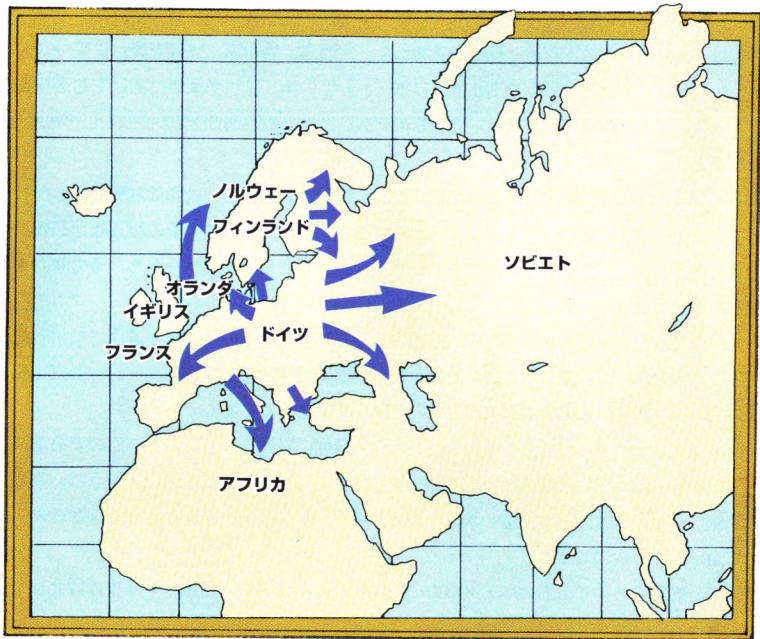 ノルウェー
フィンランド
ソビエト
オランダ
イギリス
ドイツ
フランス
アフリカ